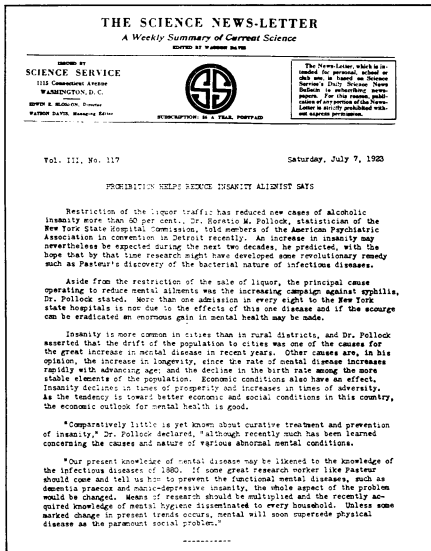 THE SCIENCE NEWS-LETTER
A Weekly Summary of Current Science
EDITED BY WATSON DAVIS
ISSUED BY
SCIENCE SERVICE
1115 Connecticut Avenue
WASHINGTON, D. C.
EDWIN E. SLOSSON, Director
WATSON DAVIS, Managing Editor
SS
SUBSCRIPTION: $5 A YEAR, POSTPAID
The News-Letter, which is in-
tended for personal, school or
club use, is based on Science
Service's Daily Science News
Bulletin to subscribing news-
papers. For this reason, publi-
cation of any portion of the News-
Letter is strictly prohibited with-
out express permission.
Vol. III, No. 117
Saturday, July 7, 1923
PROHIBITION HELPS REDUCE INSANITY ALIENIST SAYS
Restriction of the liquor traffic has reduced new cases of alcoholic
insanity more than 60 per cent., Dr. Horatio M. Pollock, statistician of the
New York State Hospital Commission, told members of the American Psychiatric
Association in convention in Detroit recently. An increase in insanity may
nevertheless be expected during the next two decades, he predicted, with the
hope that by that time research might have developed some revolutionary remedy
such as Pasteur's discovery of the bacterial nature of infectious diseases.
Aside from the restriction of the sale of liquor, the principal cause
operating to reduce mental ailments was the increasing campaign against syphilis,
Dr. Pollock stated. More than one admission in every eight to the New York
state hospitals is now due to the effects of this one disease and if the scourge
can be eradicated an enormous gain in mental health may be made.
Insanity is more common in cities than in rural districts, and Dr. Pollock
asserted that the drift of the population to cities was one of the causes for
the great increase in mental disease in recent years. Other causes are, in his
opinion, the increase in longevity, since the rate of mental disease increases
rapidly with advancing age; and the decline in the birth rate among the more
stable elements of the population. Economic conditions also have an effect.
Insanity declines in times of prosperity and increases in times of adversity.
As the tendency is toward better economic and social conditions in this country,
the economic outlook for mental health is good.
"Comparatively little is yet known about curative treatment and prevention
of insanity," Dr. Pollock declared, "although recently much has been learned
concerning the causes and nature of various abnormal mental conditions.
"Our present knowledge of mental disease may be likened to the knowledge of
the infectious diseases of 1880. If some great research worker like Pasteur
should come and tell us how to prevent the functional mental diseases, such as
dementia praecox and manic-depressive insanity, the whole aspect of the problem
would be changed. Means of research should be multiplied and the recently ac-
quired knowledge of mental hygiene disseminated to every household. Unless some
marked change in present trends occurs, mental will soon supersede physical
disease as the paramount social problem."